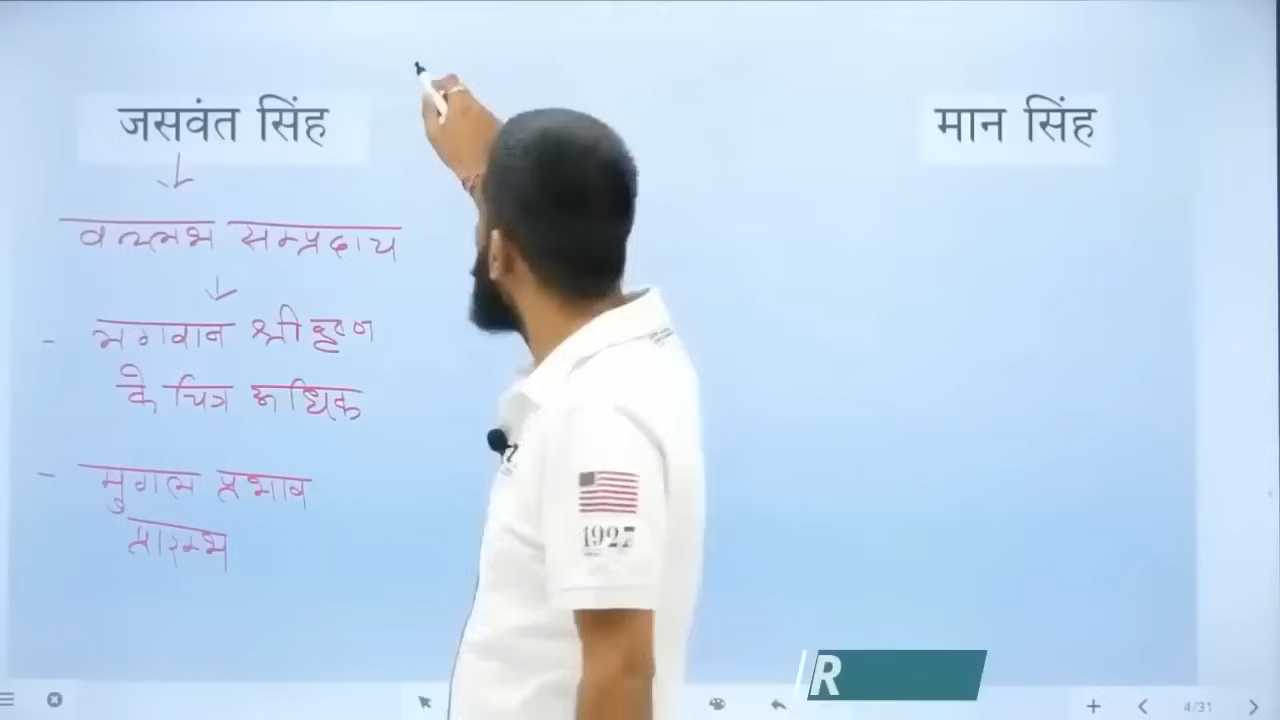 जसवंत सिंह
मान सिंह
वल्लभ सम्प्रदाय
- भगवान श्री कृष्ण
के चित्र अधिक
- मुगल प्रभाव
प्रारम्भ
1927
R
4/31